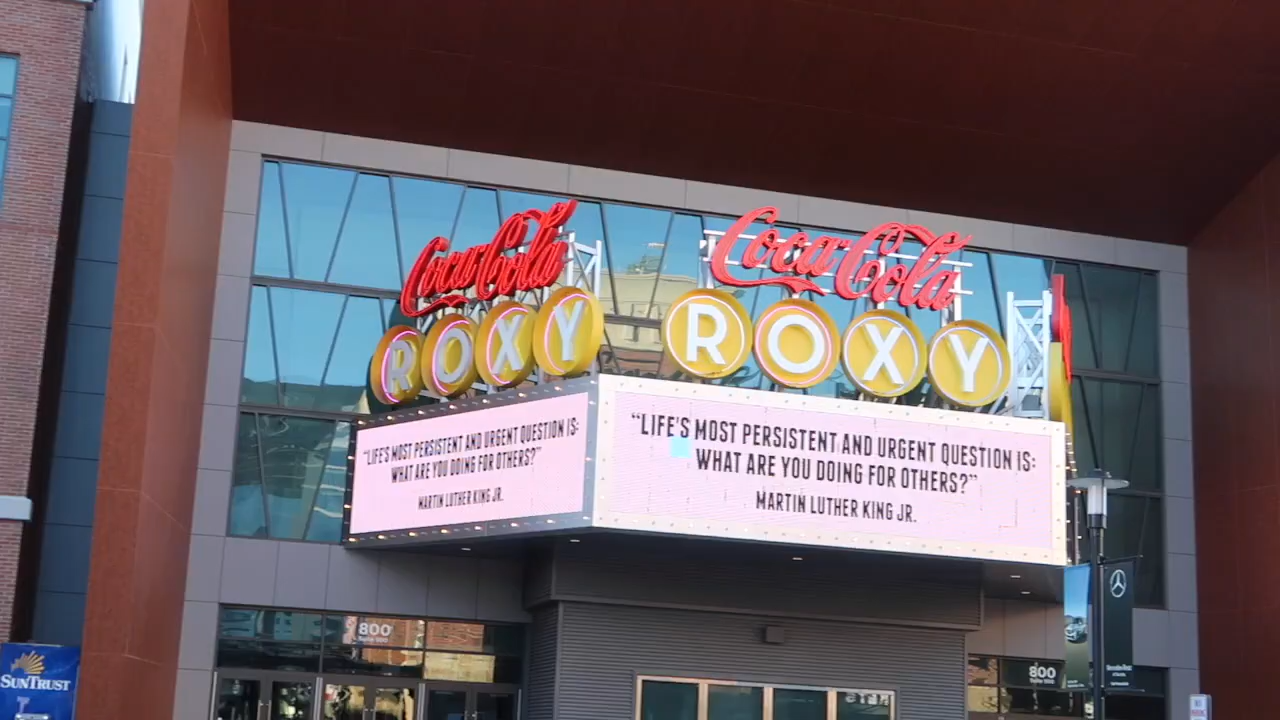 Coca-Cola
ROXY
Coca-Cola
ROXY
“LIFE'S MOST PERSISTENT AND URGENT QUESTION IS:
WHAT ARE YOU DOING FOR OTHERS?”
MARTIN LUTHER KING JR.
“LIFE'S MOST PERSISTENT AND URGENT QUESTION IS:
WHAT ARE YOU DOING FOR OTHERS?”
MARTIN LUTHER KING JR.
800
800
SUNTRUST